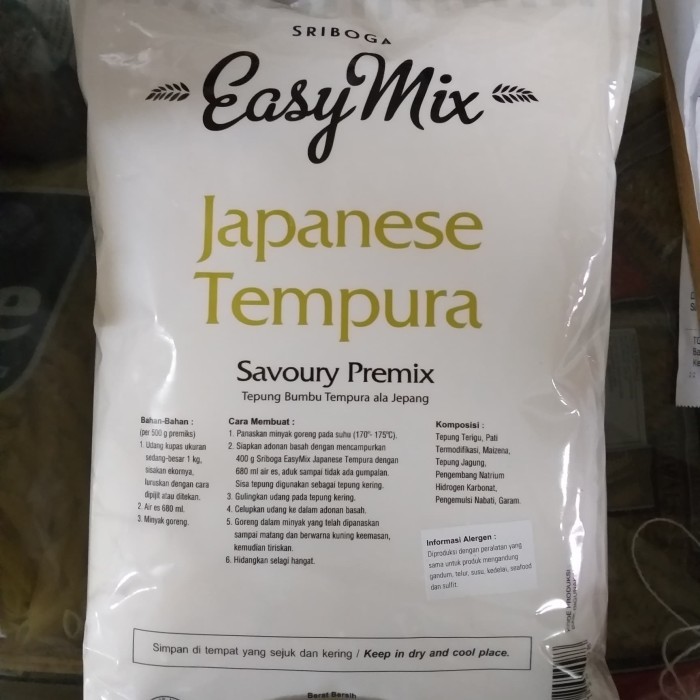 SRIBOGA
EasyMix
Japanese
Tempura
Savoury Premix
Tepung Bumbu Tempura ala Jepang
Bahan-Bahan :
(per 500 g premiks)
1. Udang kupas ukuran
sedang-besar 1 kg,
sisakan ekornya,
luruskan dengan cara
dipijit atau ditekan.
2. Air es 680 ml.
3. Minyak goreng.
Cara Membuat :
1. Panaskan minyak goreng pada suhu (170°- 175°C).
2. Siapkan adonan basah dengan mencampurkan
400 g Sriboga EasyMix Japanese Tempura dengan
680 ml air es, aduk sampai tidak ada gumpalan.
Sisa tepung digunakan sebagai tepung kering.
3. Gulingkan udang pada tepung kering.
4. Celupkan udang ke dalam adonan basah.
5. Goreng dalam minyak yang telah dipanaskan
sampai matang dan berwarna kuning keemasan,
kemudian tiriskan.
6. Hidangkan selagi hangat.
Komposisi :
Tepung Terigu, Pati
Termodifikasi, Maizena,
Tepung Jagung,
Pengembang Natrium
Hidrogen Karbonat,
Pengemulsi Nabati, Garam.
Informasi Alergen :
Diproduksi dengan peralatan yang
sama untuk produk mengandung
gandum, telur, susu, kedelai, seafood
dan sulfit.
Simpan di tempat yang sejuk dan kering / Keep in dry and cool place.
Berat Bersih